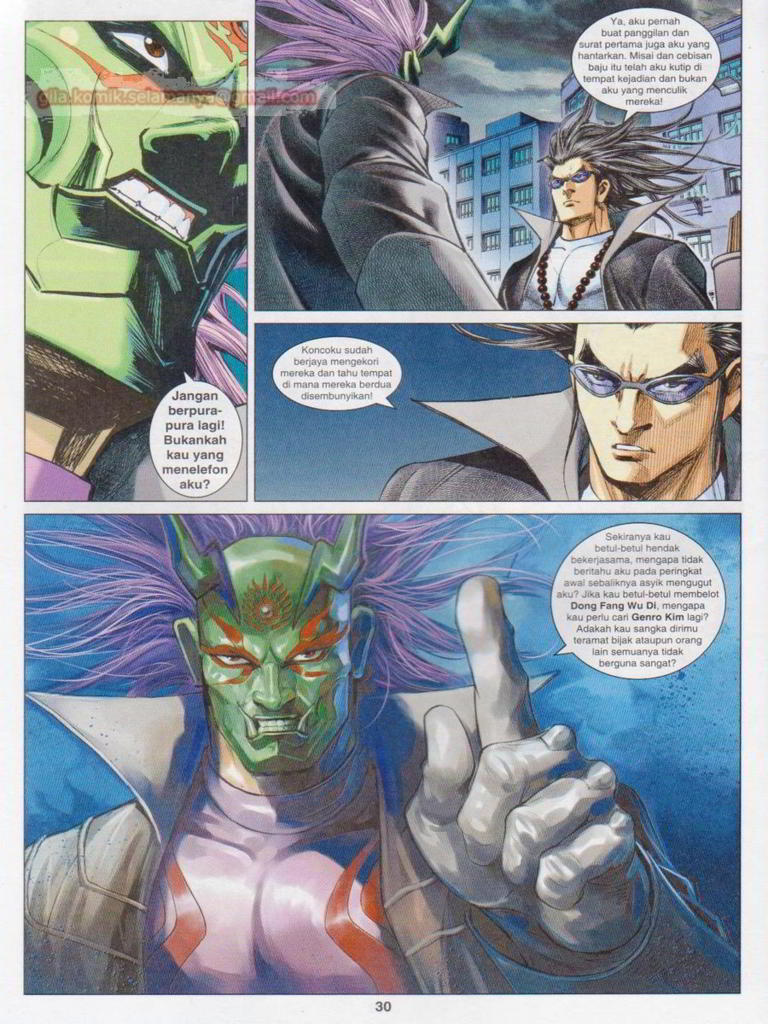 gila.komik.selamanya@gmail.com
Jangan
berpura-
pura lagi!
Bukankah
kau yang
menelefon
aku?
Ya, aku pernah
buat panggilan dan
surat pertama juga aku yang
hantarkan. Misai dan cebisan
baju itu telah aku kutip di
tempat kejadian dan bukan
aku yang menculik
mereka!
Koncoku sudah
berjaya mengekori
mereka dan tahu tempat
di mana mereka berdua
disembunyikan!
Sekiranya kau
betul-betul hendak
bekerjasama, mengapa tidak
beritahu aku pada peringkat
awal sebaliknya asyik mengugut
aku? Jika kau betul-betul membelot
Dong Fang Wu Di, mengapa
kau perlu cari Genro Kim lagi?
Adakah kau sangka dirimu
teramat bijak ataupun orang
lain semuanya tidak
berguna sangat?
30